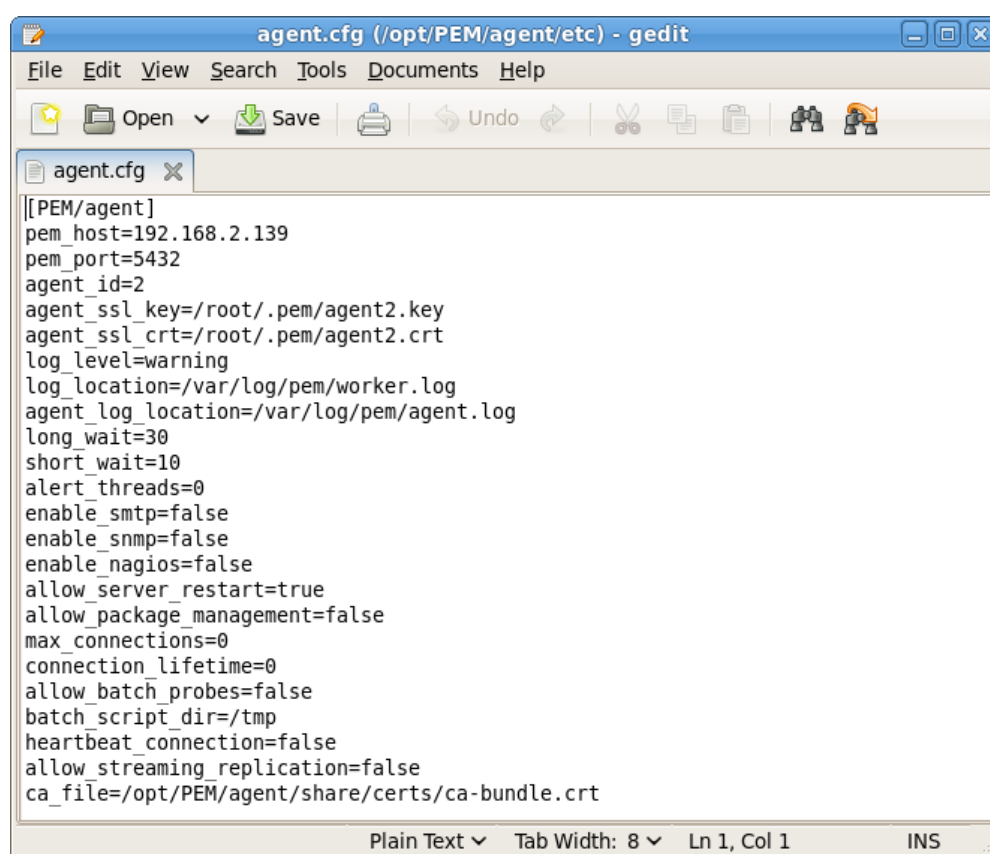 agent.cfg (/opt/PEM/agent/etc) - gedit
File Edit View Search Tools Documents Help
Open Save Undo
agent.cfg
[PEM/agent]
pem_host=192.168.2.139
pem_port=5432
agent_id=2
agent_ssl_key=/root/.pem/agent2.key
agent_ssl_crt=/root/.pem/agent2.crt
log_level=warning
log_location=/var/log/pem/worker.log
agent_log_location=/var/log/pem/agent.log
long_wait=30
short_wait=10
alert_threads=0
enable_smtp=false
enable_snmp=false
enable_nagios=false
allow_server_restart=true
allow_package_management=false
max_connections=0
connection_lifetime=0
allow_batch_probes=false
batch_script_dir=/tmp
heartbeat_connection=false
allow_streaming_replication=false
ca_file=/opt/PEM/agent/share/certs/ca-bundle.crt
Plain Text Tab Width: 8 Ln 1, Col 1 INS